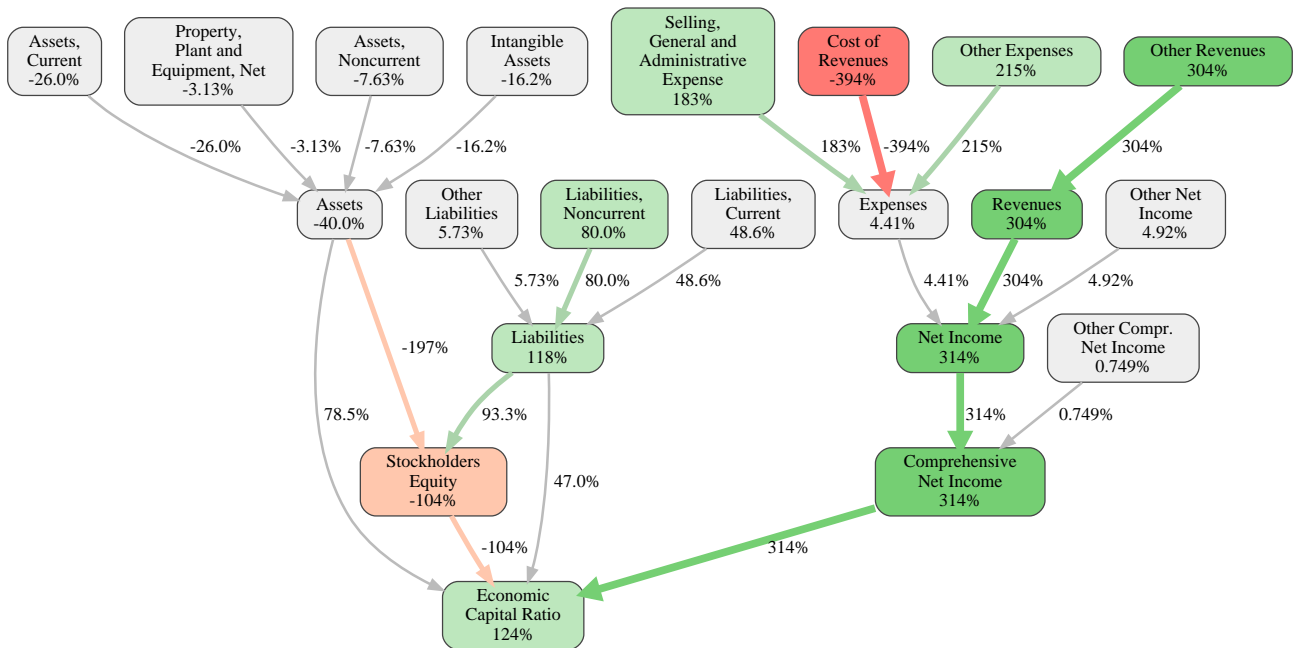 Assets,
Current
-26.0%
Property,
Plant and
Equipment, Net
-3.13%
Assets,
Noncurrent
-7.63%
Intangible
Assets
-16.2%
Selling,
General and
Administrative
Expense
183%
Cost of
Revenues
-394%
Other Expenses
215%
Other Revenues
304%
-26.0%
-3.13%
-7.63%
-16.2%
183%
-394%
215%
304%
Assets
-40.0%
Other
Liabilities
5.73%
Liabilities,
Noncurrent
80.0%
Liabilities,
Current
48.6%
Expenses
4.41%
Revenues
304%
Other Net
Income
4.92%
5.73%
80.0%
48.6%
4.41%
304%
4.92%
-197%
Liabilities
118%
Net Income
314%
Other Compr.
Net Income
0.749%
78.5%
93.3%
314%
0.749%
Stockholders
Equity
-104%
47.0%
Comprehensive
Net Income
314%
-104%
314%
Economic
Capital Ratio
124%